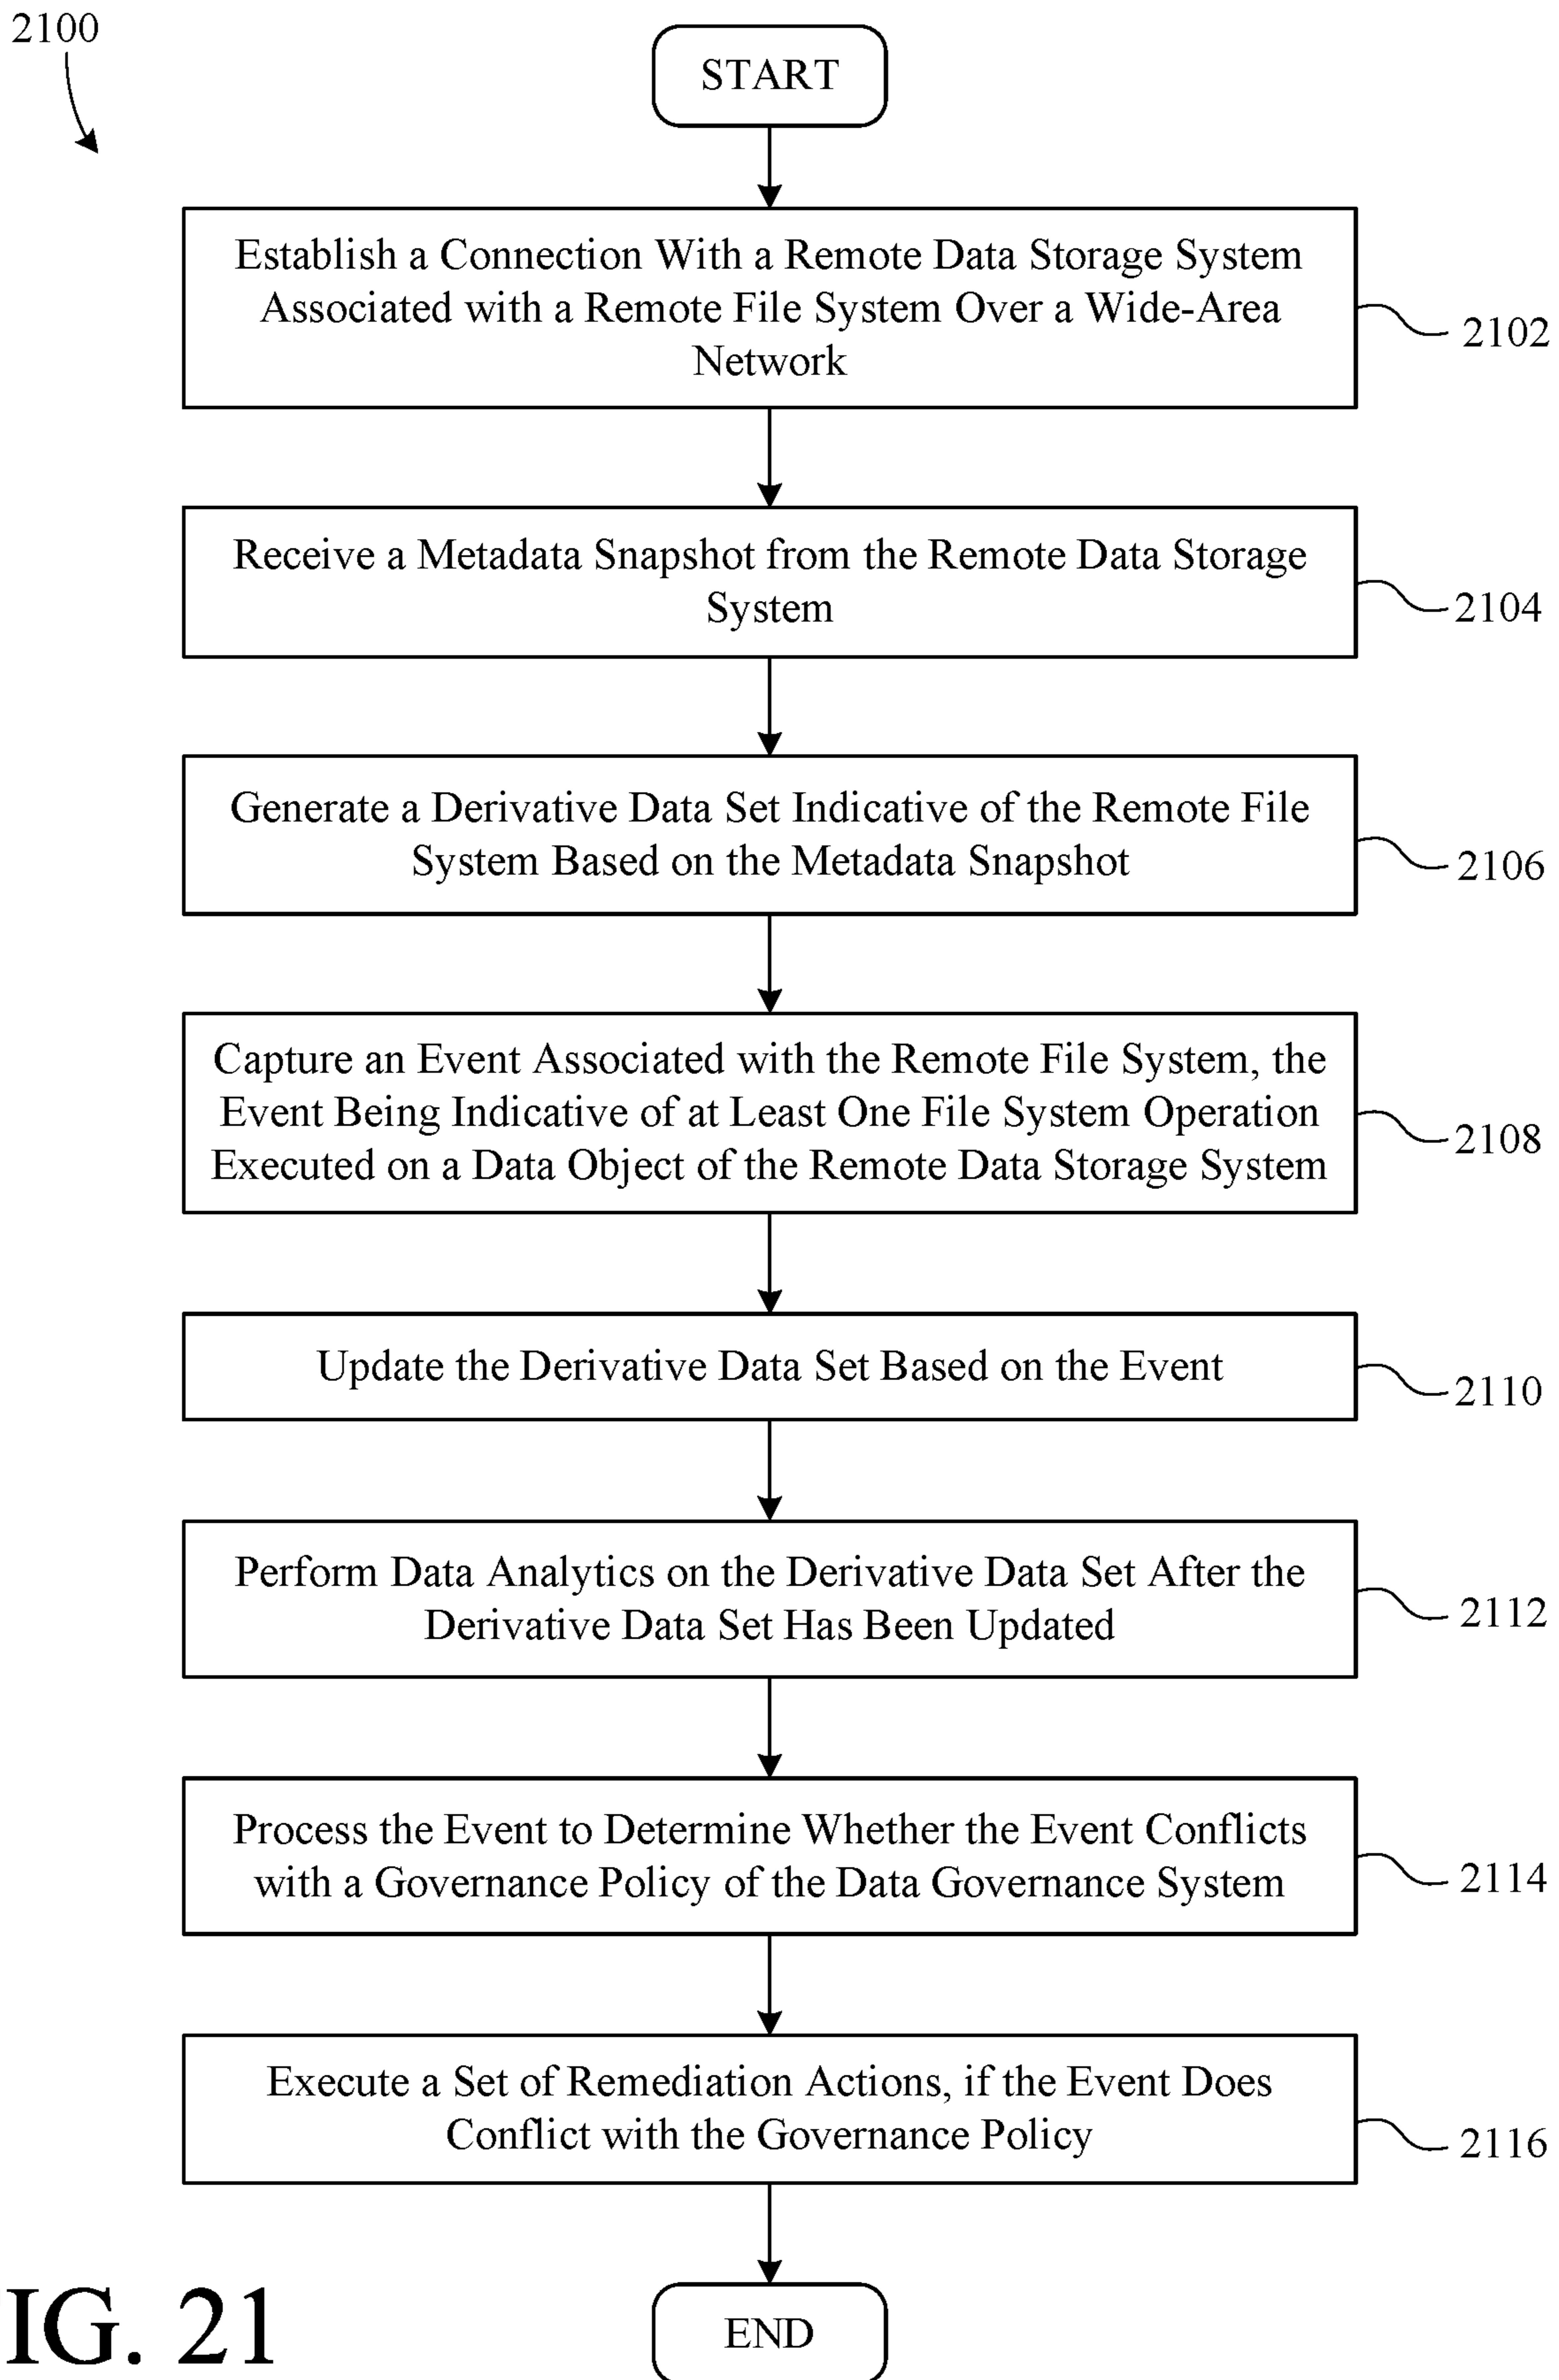 2100
START
Establish a Connection With a Remote Data Storage System
Associated with a Remote File System Over a Wide-Area
Network
2102
Receive a Metadata Snapshot from the Remote Data Storage
System
2104
Generate a Derivative Data Set Indicative of the Remote File
System Based on the Metadata Snapshot
2106
Capture an Event Associated with the Remote File System, the
Event Being Indicative of at Least One File System Operation
Executed on a Data Object of the Remote Data Storage System
2108
Update the Derivative Data Set Based on the Event
2110
Perform Data Analytics on the Derivative Data Set After the
Derivative Data Set Has Been Updated
2112
Process the Event to Determine Whether the Event Conflicts
with a Governance Policy of the Data Governance System
2114
Execute a Set of Remediation Actions, if the Event Does
Conflict with the Governance Policy
2116
END
IG. 21